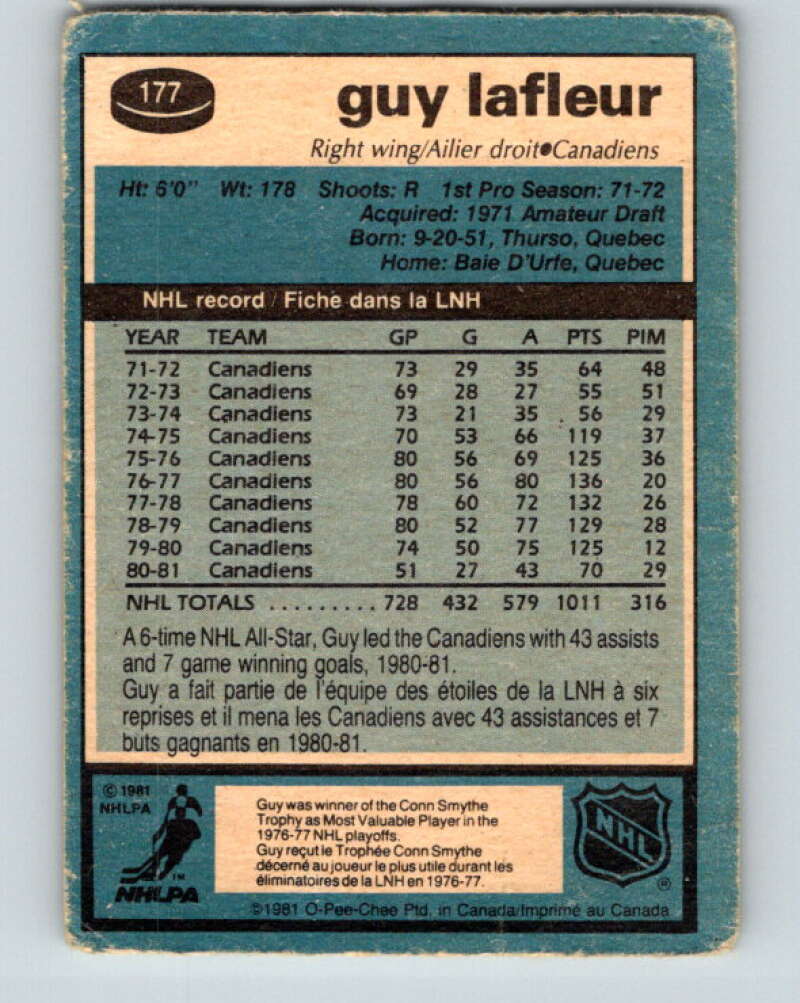 177
guy lafleur
Right wing/Ailier droit●Canadiens
Ht: 6'0" Wt: 178 Shoots: R 1st Pro Season: 71-72
Acquired: 1971 Amateur Draft
Born: 9-20-51, Thurso, Quebec
Home: Baie D'Urfe, Quebec
NHL record / Fiche dans la LNH
YEAR TEAM GP G A PTS PIM
71-72 Canadiens 73 29 35 64 48
72-73 Canadiens 69 28 27 55 51
73-74 Canadiens 73 21 35 56 29
74-75 Canadiens 70 53 66 119 37
75-76 Canadiens 80 56 69 125 36
76-77 Canadiens 80 56 80 136 20
77-78 Canadiens 78 60 72 132 26
78-79 Canadiens 80 52 77 129 28
79-80 Canadiens 74 50 75 125 12
80-81 Canadiens 51 27 43 70 29
NHL TOTALS .......... 728 432 579 1011 316
A 6-time NHL All-Star, Guy led the Canadiens with 43 assists
and 7 game winning goals, 1980-81.
Guy a fait partie de l'équipe des étoiles de la LNH à six
reprises et il mena les Canadiens avec 43 assistances et 7
buts gagnants en 1980-81.
© 1981
NHLPA
TM
NHLPA
Guy was winner of the Conn Smythe
Trophy as Most Valuable Player in the
1976-77 NHL playoffs.
Guy reçut le Trophée Conn Smythe
décerné au joueur le plus utile durant les
éliminatoires de la LNH en 1976-77.
NHL
®
©1981 O-Pee-Chee Ptd. in Canada/Imprimé au Canada